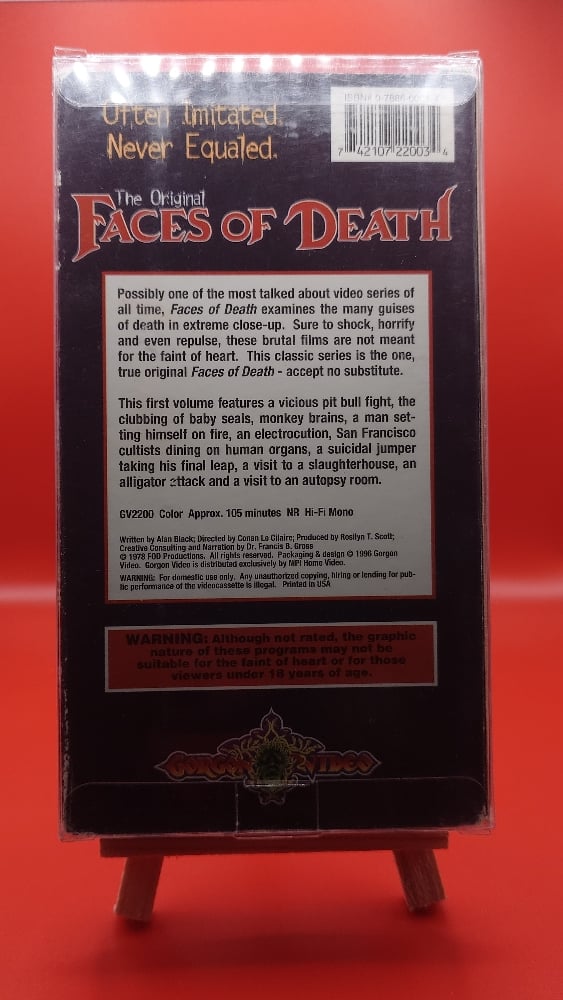 Often Imitated.
Never Equaled.
ISBN# 0-7886-
7 42107 22003 4
The Original
FACES OF DEATH
Possibly one of the most talked about video series of
all time, Faces of Death examines the many guises
of death in extreme close-up. Sure to shock, horrify
and even repulse, these brutal films are not meant
for the faint of heart. This classic series is the one,
true original Faces of Death - accept no substitute.
This first volume features a vicious pit bull fight, the
clubbing of baby seals, monkey brains, a man set-
ting himself on fire, an electrocution, San Francisco
cultists dining on human organs, a suicidal jumper
taking his final leap, a visit to a slaughterhouse, an
alligator attack and a visit to an autopsy room.
GV2200 Color Approx. 105 minutes NR Hi-Fi Mono
Written by Alan Black; Directed by Conan Le Cilaire; Produced by Rosilyn T. Scott;
Creative Consulting and Narration by Dr. Francis B. Gross
© 1978 FOD Productions. All rights reserved. Packaging & design © 1996 Gorgon
Video. Gorgon Video is distributed exclusively by MPI Home Video.
WARNING: For domestic use only. Any unauthorized copying, hiring or lending for pub-
lic performance of the videocassette is illegal. Printed in USA
WARNING: Although not rated, the graphic
nature of these programs may not be
suitable for the faint of heart or for those
viewers under 18 years of age.
GORGON VIDEO